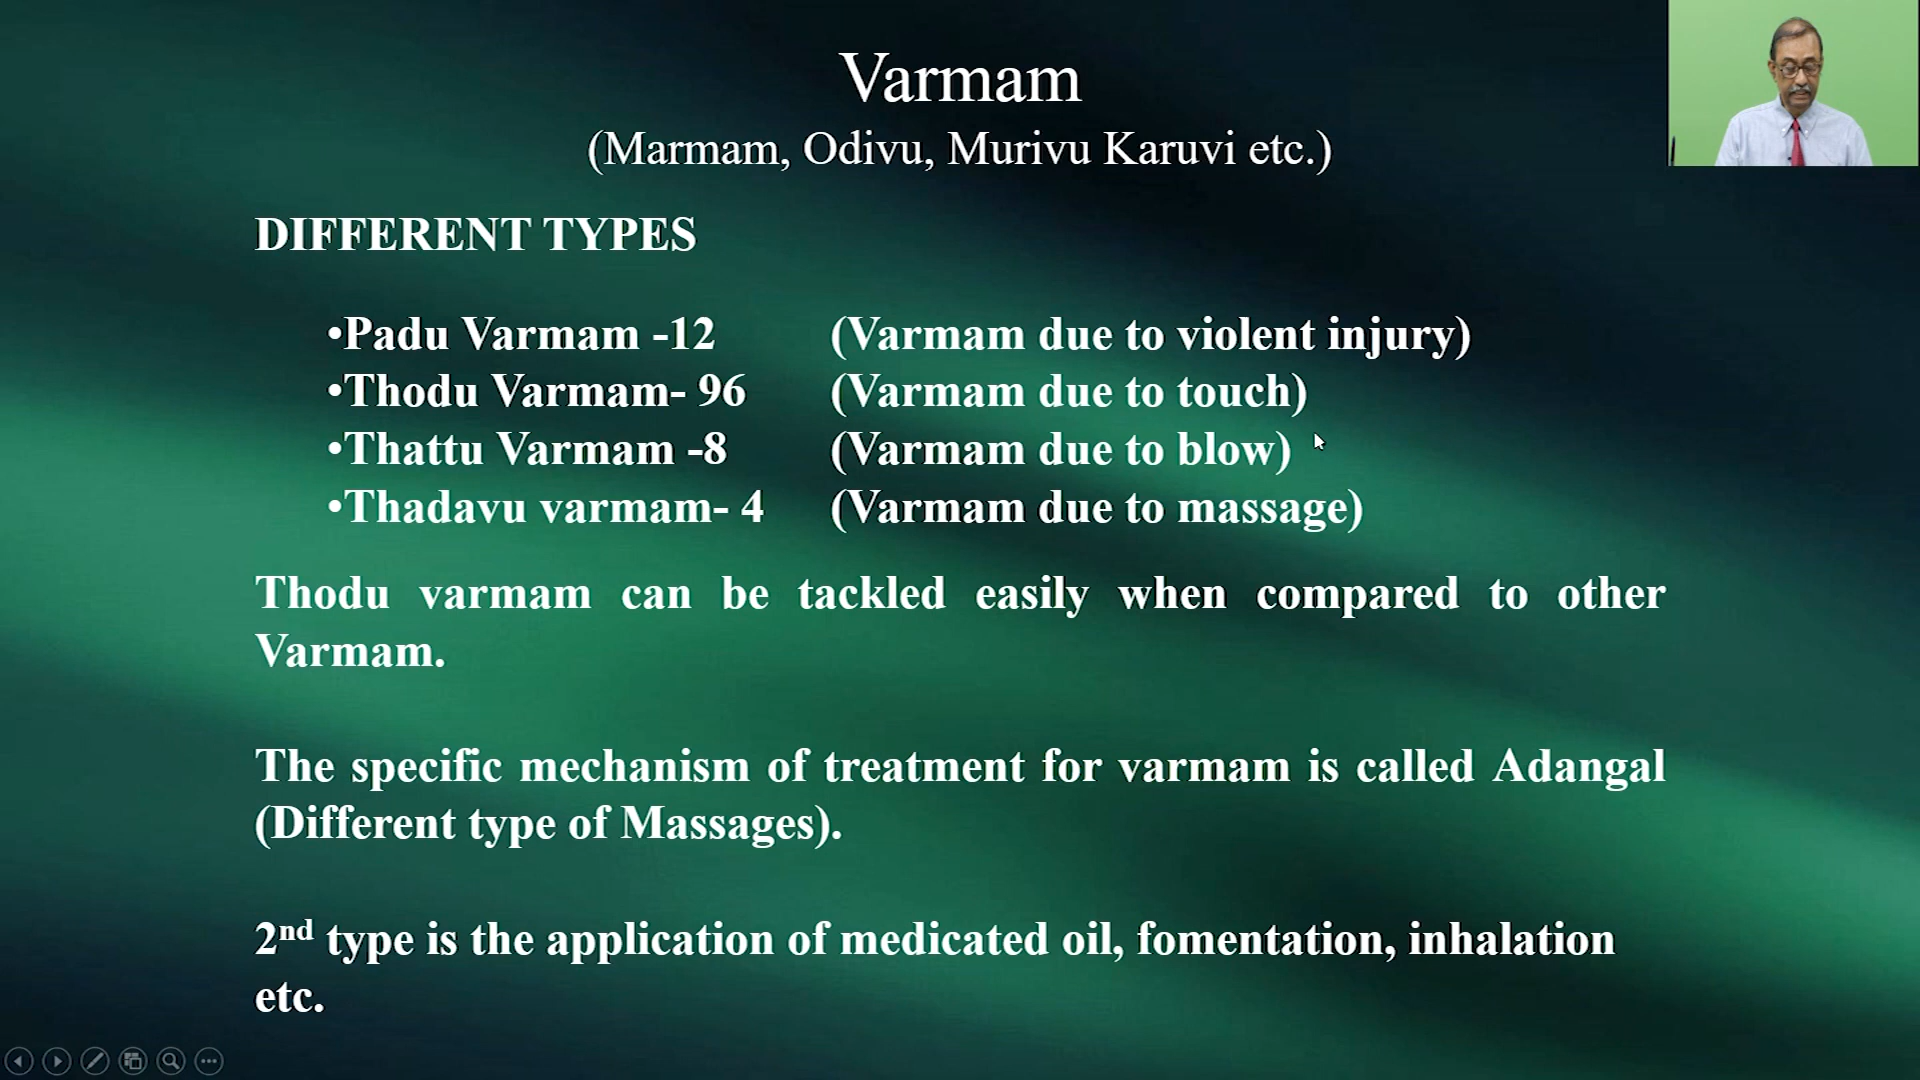 Varmam
(Marmam, Odivu, Murivu Karuvi etc.)
DIFFERENT TYPES
•Padu Varmam -12 (Varmam due to violent injury)
•Thodu Varmam- 96 (Varmam due to touch)
•Thattu Varmam -8 (Varmam due to blow)
•Thadavu varmam- 4 (Varmam due to massage)
Thodu varmam can be tackled easily when compared to other
Varmam.
The specific mechanism of treatment for varmam is called Adangal
(Different type of Massages).
2nd type is the application of medicated oil, fomentation, inhalation
etc.